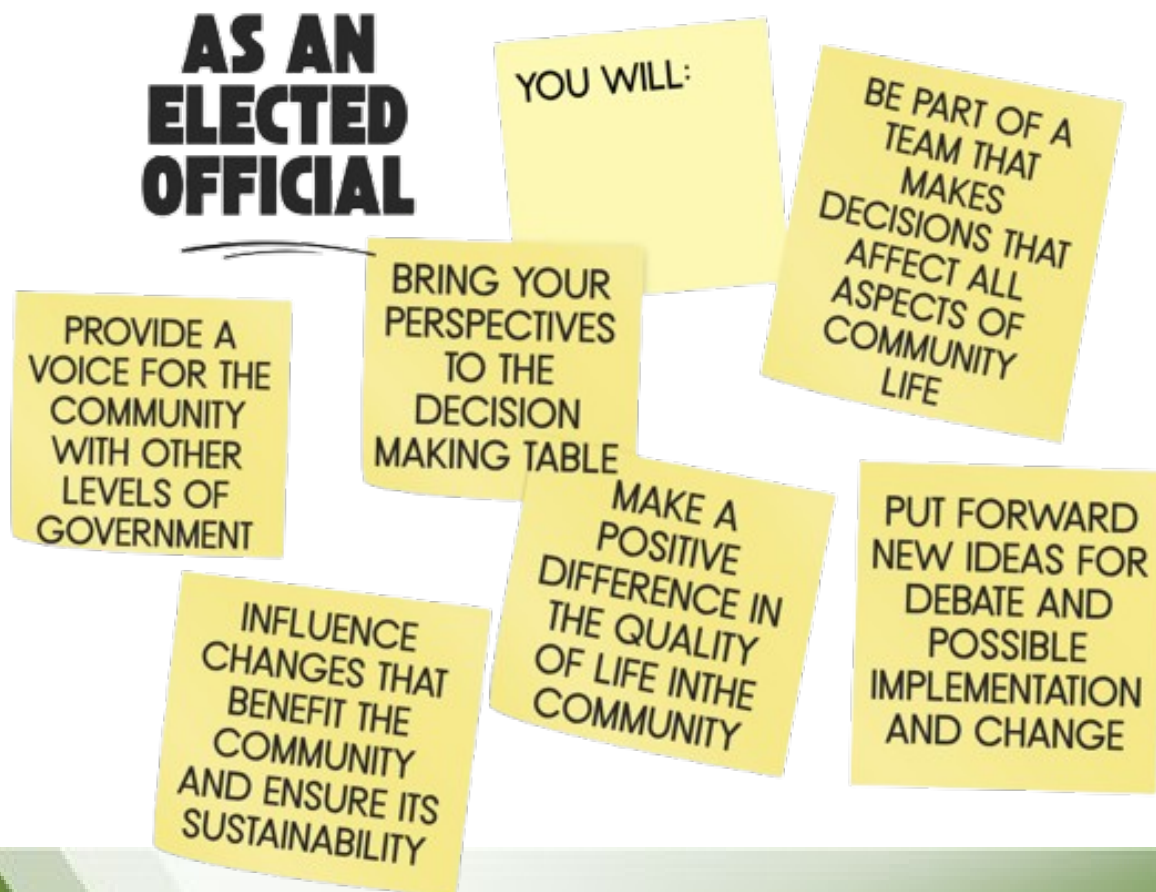 AS AN
ELECTED
OFFICIAL
YOU WILL:
BE PART OF A
TEAM THAT
MAKES
DECISIONS THAT
AFFECT ALL
ASPECTS OF
COMMUNITY
LIFE
BRING YOUR
PERSPECTIVES
TO THE
DECISION
MAKING TABLE
PROVIDE A
VOICE FOR THE
COMMUNITY
WITH OTHER
LEVELS OF
GOVERNMENT
MAKE A
POSITIVE
DIFFERENCE IN
THE QUALITY
OF LIFE INTHE
COMMUNITY
PUT FORWARD
NEW IDEAS FOR
DEBATE AND
POSSIBLE
IMPLEMENTATION
AND CHANGE
INFLUENCE
CHANGES THAT
BENEFIT THE
COMMUNITY
AND ENSURE ITS
SUSTAINABILITY